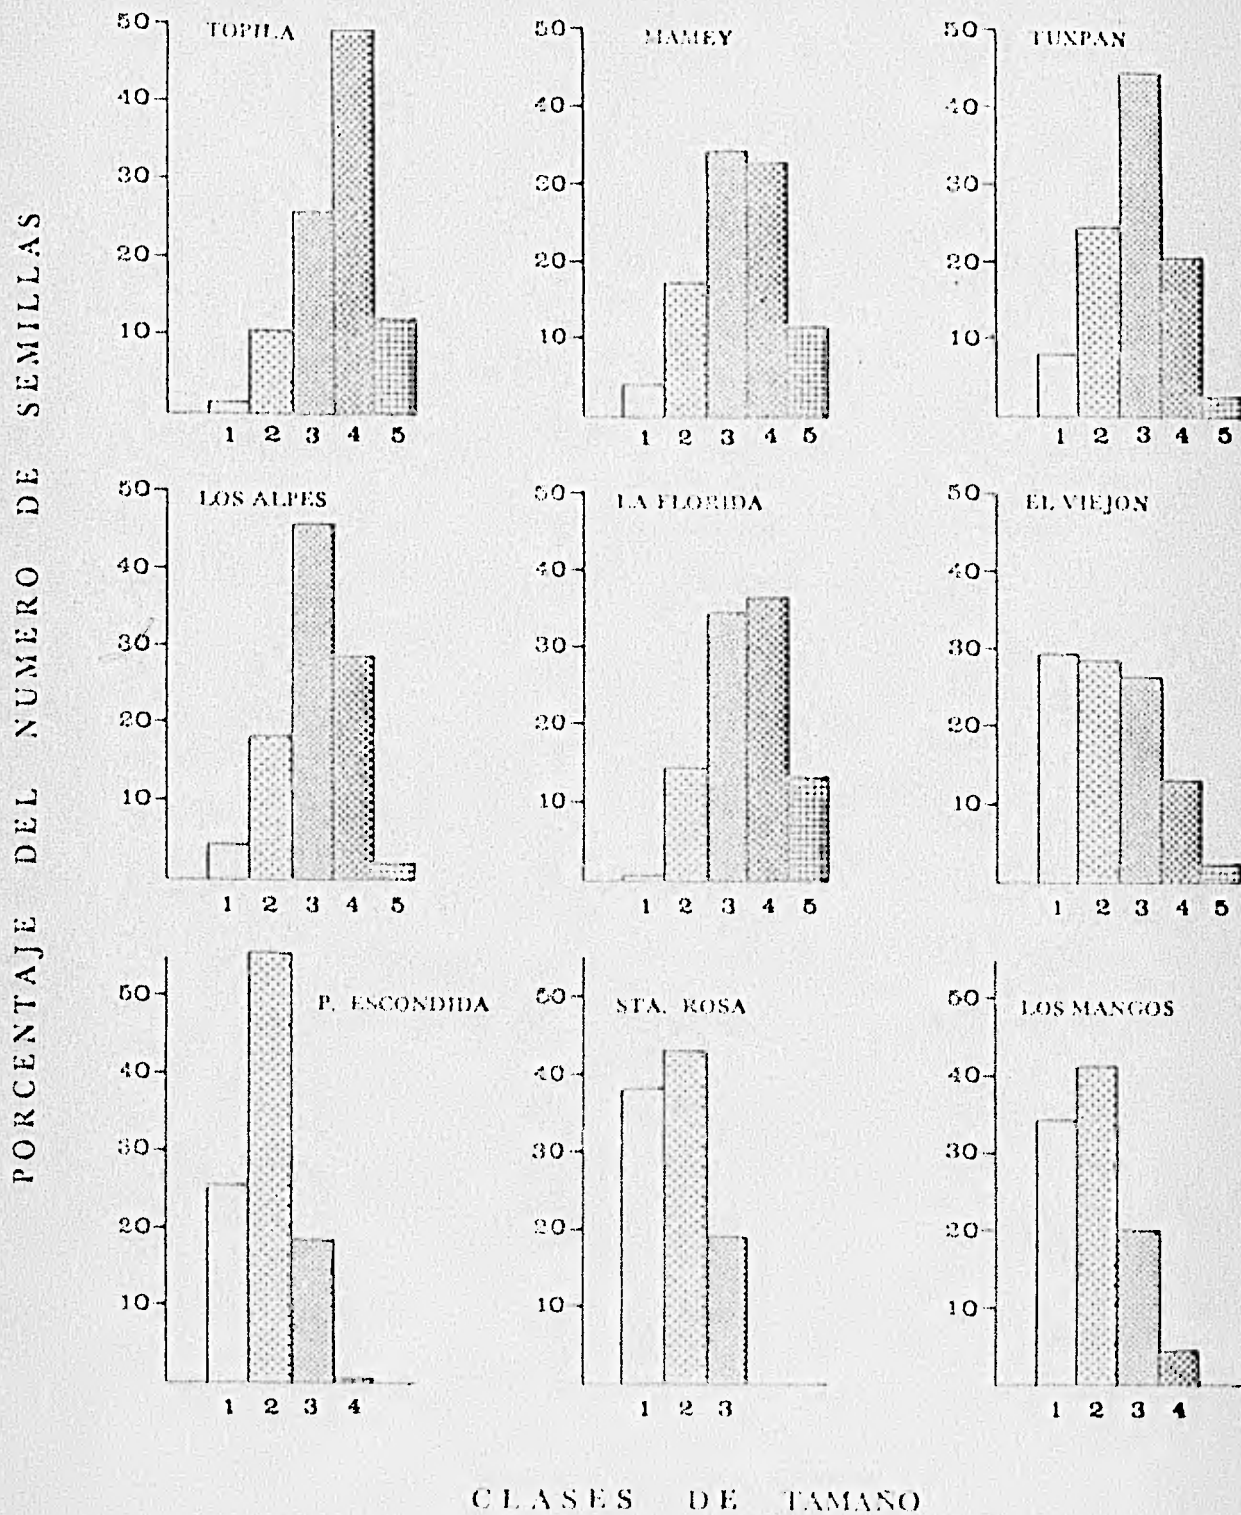 PORCENTAJE DEL NUMERO DE SEMILLAS
TOPILA
50
40
30
20
10
1 2 3 4 5
MAMEY
50
40
30
20
10
1 2 3 4 5
TUXPAN
50
40
30
20
10
1 2 3 4 5
LOS ALPES
50
40
30
20
10
1 2 3 4 5
LA FLORIDA
50
40
30
20
10
1 2 3 4 5
EL VIEJON
50
40
30
20
10
1 2 3 4 5
P. ESCONDIDA
50
40
30
20
10
1 2 3 4
STA. ROSA
50
40
30
20
10
1 2 3
LOS MANGOS
50
40
30
20
10
1 2 3 4
CLASES DE TAMAÑO